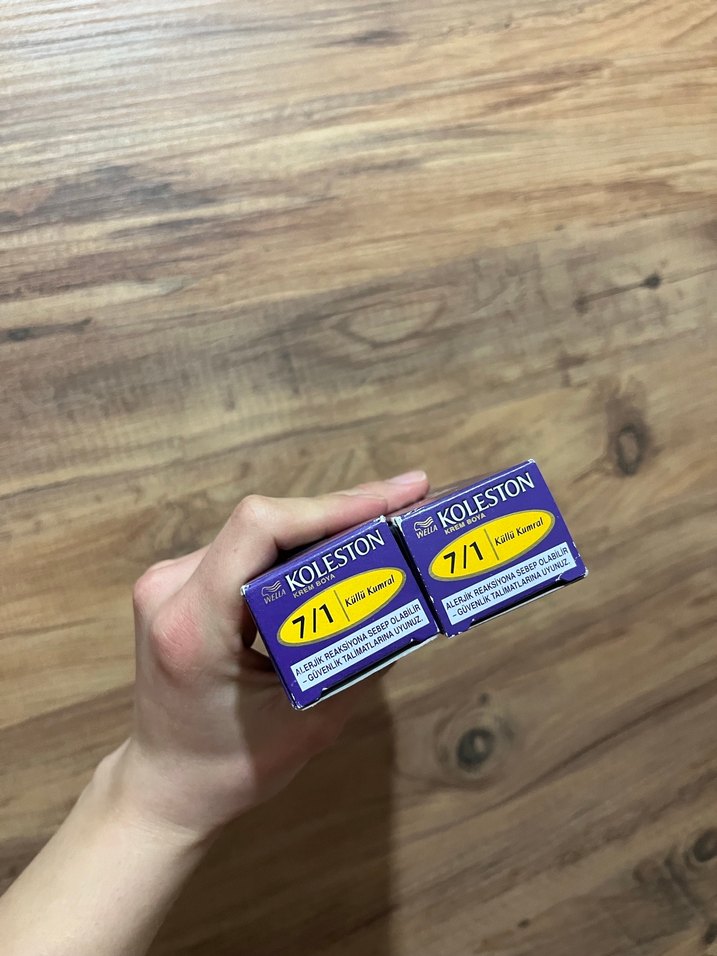 WELLA KOLESTON
KREM BOYA
7/1 Küllü Kumral
ALERJİK REAKSİYONA SEBEP OLABİLİR
– GÜVENLİK TALİMATLARINA UYUNUZ.
WELLA KOLESTON
KREM BOYA
7/1 Küllü Kumral
ALERJİK REAKSİYONA SEBEP OLABİLİR
– GÜVENLİK TALİMATLARINA UYUNUZ.